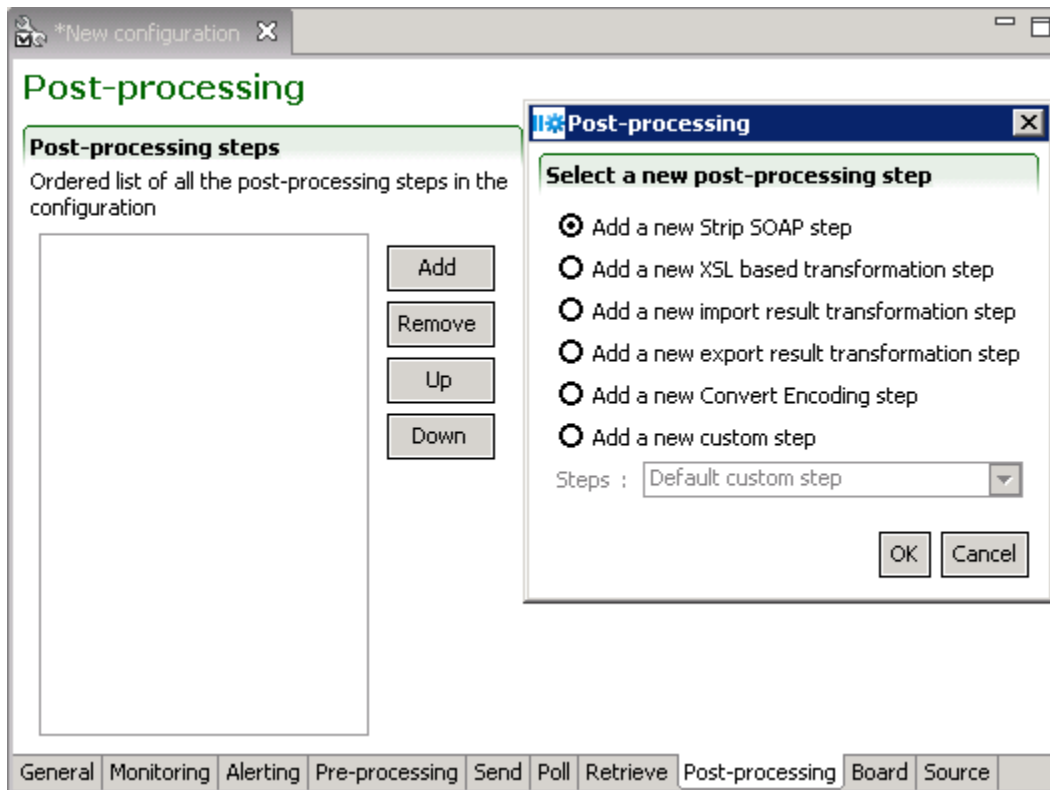 *New configuration
Post-processing
Post-processing steps
Ordered list of all the post-processing steps in the
configuration
Add
Remove
Up
Down
Post-processing
Select a new post-processing step
Add a new Strip SOAP step
Add a new XSL based transformation step
Add a new import result transformation step
Add a new export result transformation step
Add a new Convert Encoding step
Add a new custom step
Steps : Default custom step
OK Cancel
General Monitoring Alerting Pre-processing Send Poll Retrieve Post-processing Board Source